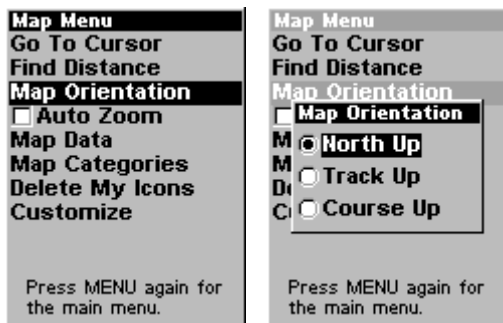 Map Menu
Go To Cursor
Find Distance
Map Orientation
Auto Zoom
Map Data
Map Categories
Delete My Icons
Customize
Press MENU again for
the main menu.
Map Menu
Go To Cursor
Find Distance
Map Orientation
Map Orientation
North Up
Track Up
Course Up
Press MENU again for
the main menu.